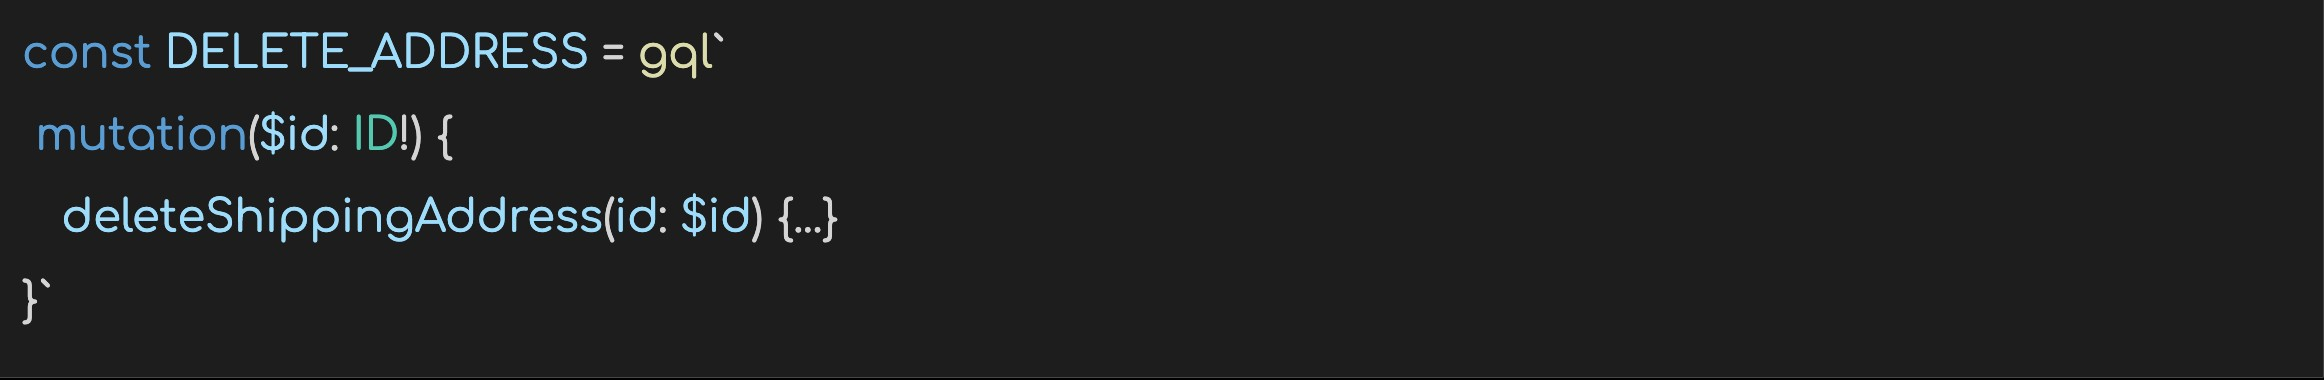 const DELETE_ADDRESS = gql`
mutation($id: ID!) {
deleteShippingAddress(id: $id) {...}
}`